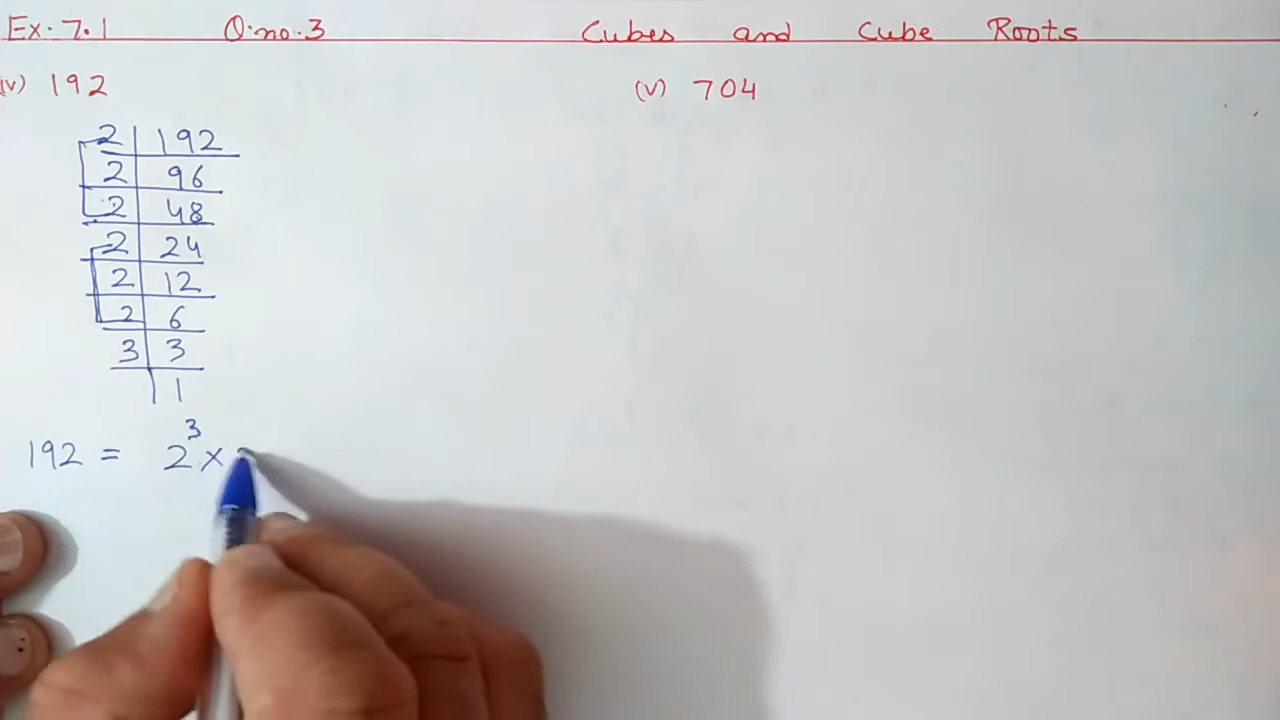 Ex. 7.1 Q.no.3 Cubes and Cube Roots
(iv) 192
2 | 192
2 | 96
2 | 48
2 | 24
2 | 12
2 | 6
3 | 3
| 1
192 = 2³ ×
(v) 704